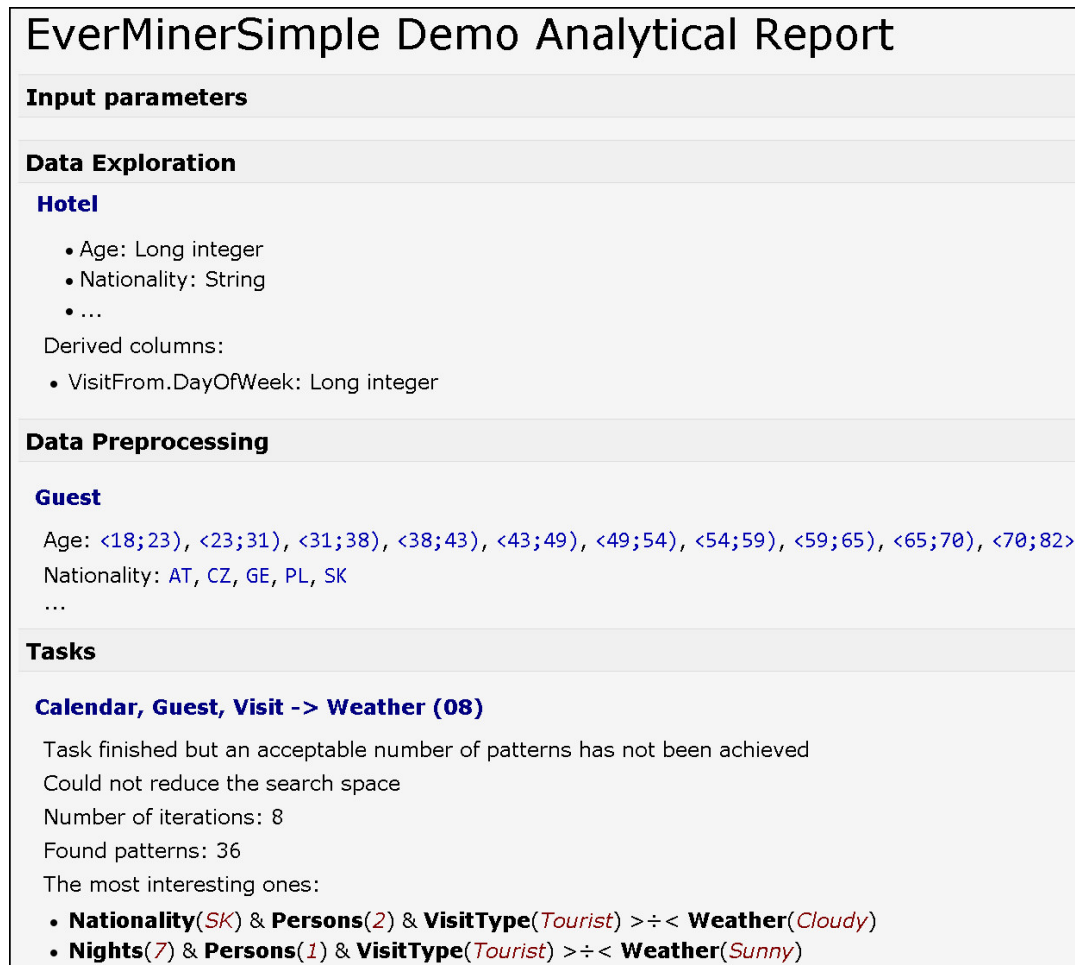 EverMinerSimple Demo Analytical Report
Input parameters
Data Exploration
Hotel
• Age: Long integer
• Nationality: String
• ...
Derived columns:
• VisitFrom.DayOfWeek: Long integer
Data Preprocessing
Guest
Age: <18;23), <23;31), <31;38), <38;43), <43;49), <49;54), <54;59), <59;65), <65;70), <70;82>
Nationality: AT, CZ, GE, PL, SK
...
Tasks
Calendar, Guest, Visit -> Weather (08)
Task finished but an acceptable number of patterns has not been achieved
Could not reduce the search space
Number of iterations: 8
Found patterns: 36
The most interesting ones:
• Nationality(SK) & Persons(2) & VisitType(Tourist) >÷< Weather(Cloudy)
• Nights(7) & Persons(1) & VisitType(Tourist) >÷< Weather(Sunny)